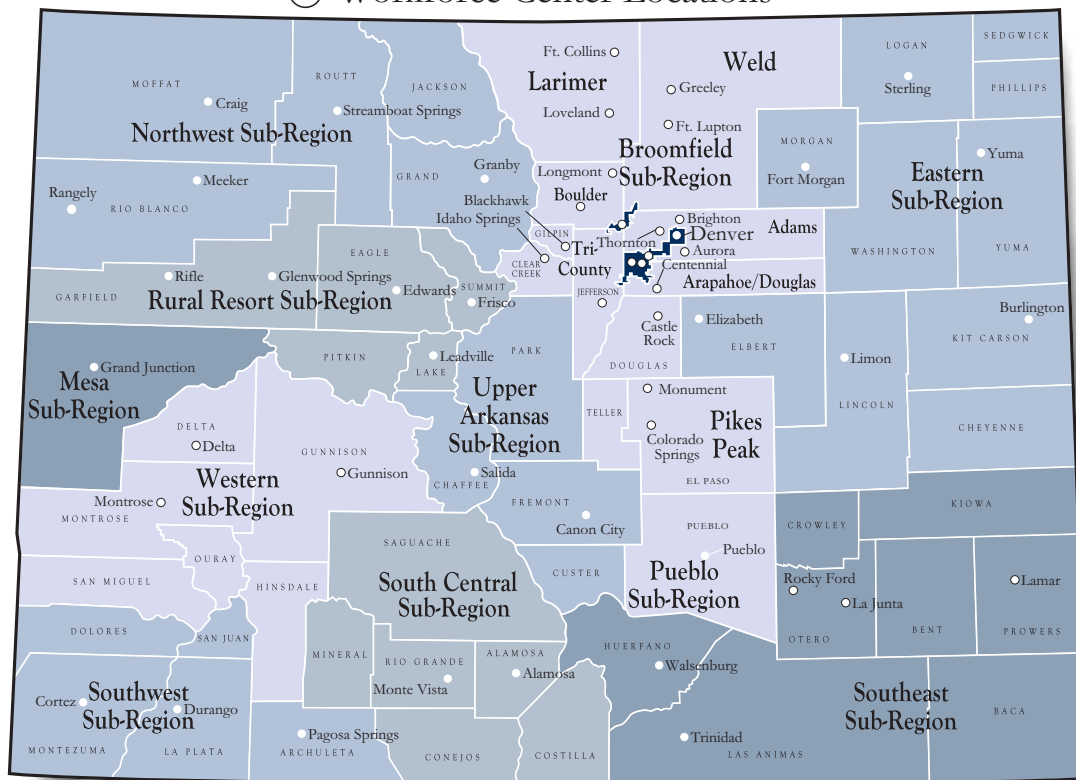 Workforce Center Locations
Ft. Collins
Larimer
Weld
LOGAN
SEDGWICK
MOFFAT
ROUTT
JACKSON
Greeley
Sterling
PHILLIPS
Craig
Streamboat Springs
Loveland
Northwest Sub-Region
Ft. Lupton
MORGAN
Broomfield
Sub-Region
Yuma
Granby
GRAND
Longmont
Fort Morgan
Eastern
Sub-Region
Meeker
Rangely
RIO BLANCO
Blackhawk
Boulder
Idaho Springs
Brighton
Adams
GILPIN
Thornton
Denver
Tri-
County
Aurora
WASHINGTON
YUMA
EAGLE
CLEAR
CREEK
Centennial
Rifle
Glenwood Springs
Arapahoe/Douglas
GARFIELD
Rural Resort Sub-Region
Edwards
SUMMIT
Frisco
JEFFERSON
Burlington
Castle
Rock
Elizabeth
KIT CARSON
PITKIN
Leadville
LAKE
PARK
ELBERT
Limon
DOUGLAS
Grand Junction
Mesa
Sub-Region
Upper
Arkansas
Sub-Region
Monument
TELLER
Pikes
Peak
LINCOLN
DELTA
Delta
Colorado
Springs
CHEYENNE
GUNNISON
Gunnison
Western
Sub-Region
Salida
CHAFFEE
EL PASO
Montrose
MONTROSE
FREMONT
Canon City
KIOWA
PUEBLO
CROWLEY
SAGUACHE
OURAY
Pueblo
SAN MIGUEL
HINSDALE
South Central
Sub-Region
CUSTER
Pueblo
Sub-Region
Rocky Ford
Lamar
La Junta
DOLORES
SAN JUAN
OTERO
BENT
PROWERS
MINERAL
RIO GRANDE
ALAMOSA
HUERFANO
Walsenburg
Alamosa
Monte Vista
Southwest
Sub-Region
Cortez
Durango
Southeast
Sub-Region
BACA
Pagosa Springs
Trinidad
MONTEZUMA
LA PLATA
ARCHULETA
CONEJOS
COSTILLA
LAS ANIMAS